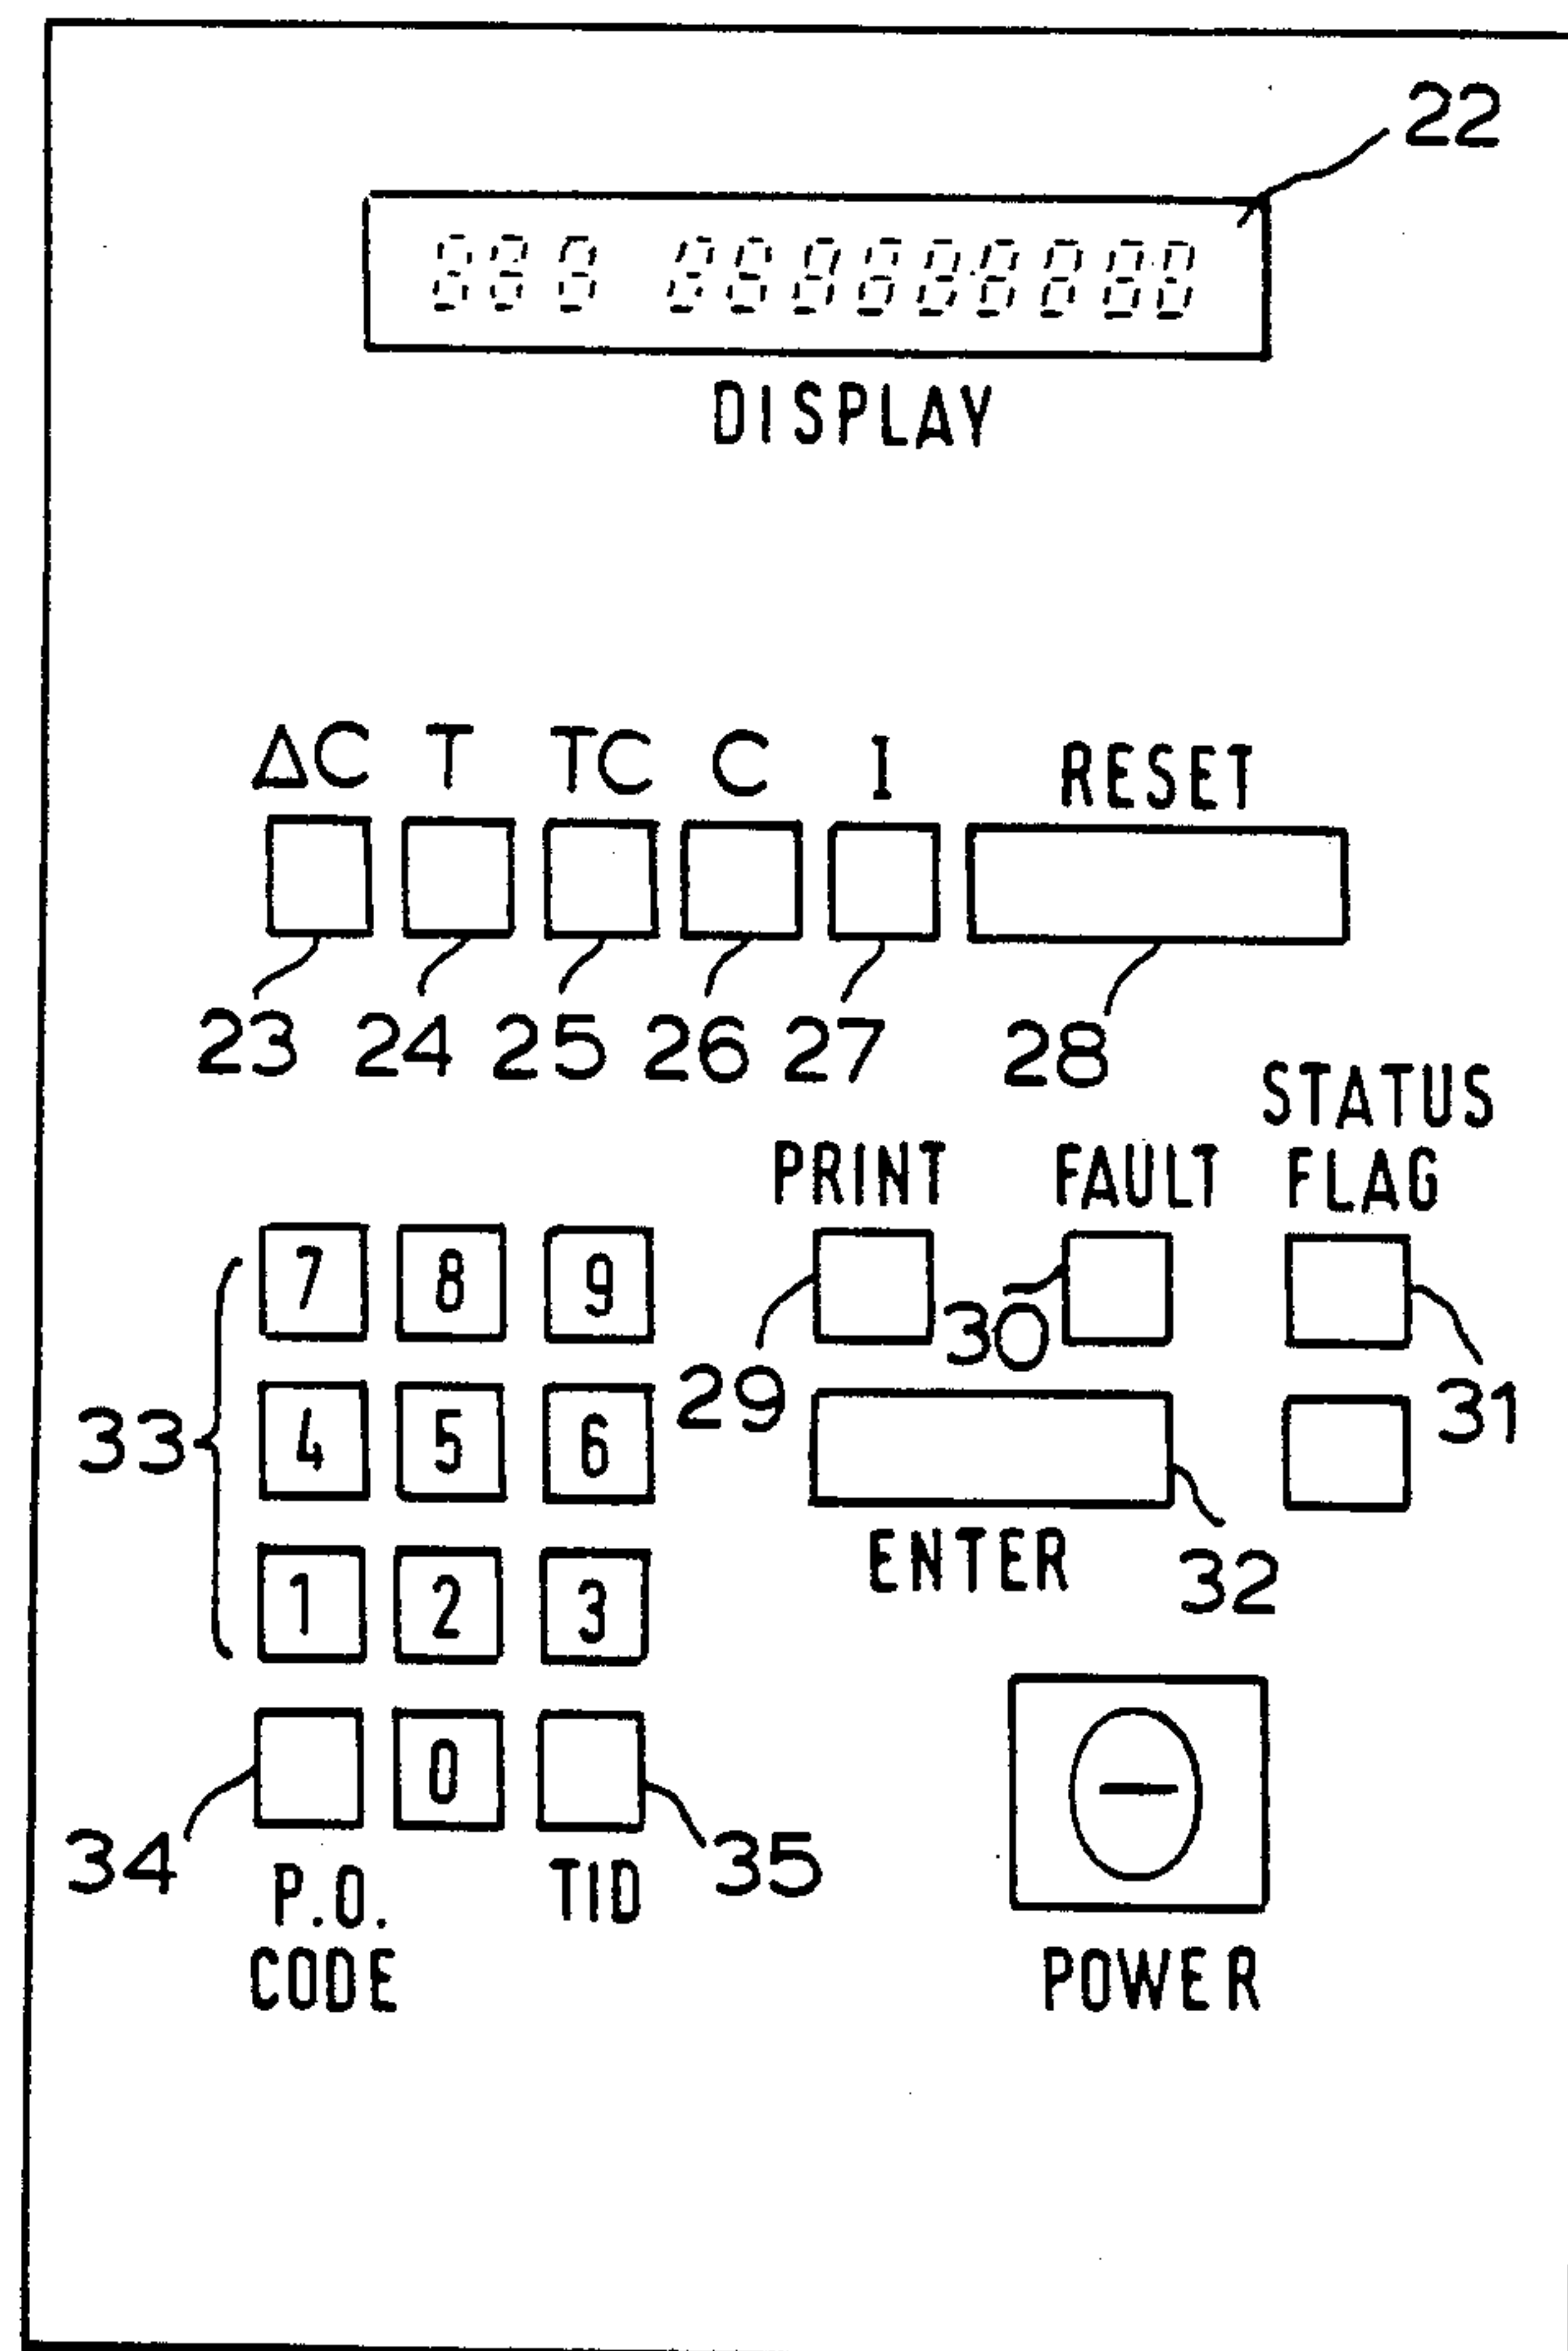 22
DISPLAY
ΔC T TC C I RESET
23 24 25 26 27 28
STATUS
PRINT FAULT FLAG
7 8 9
30
29 31
33 4 5 6
ENTER 32
1 2 3
0
34 35
P.O. TID
CODE POWER